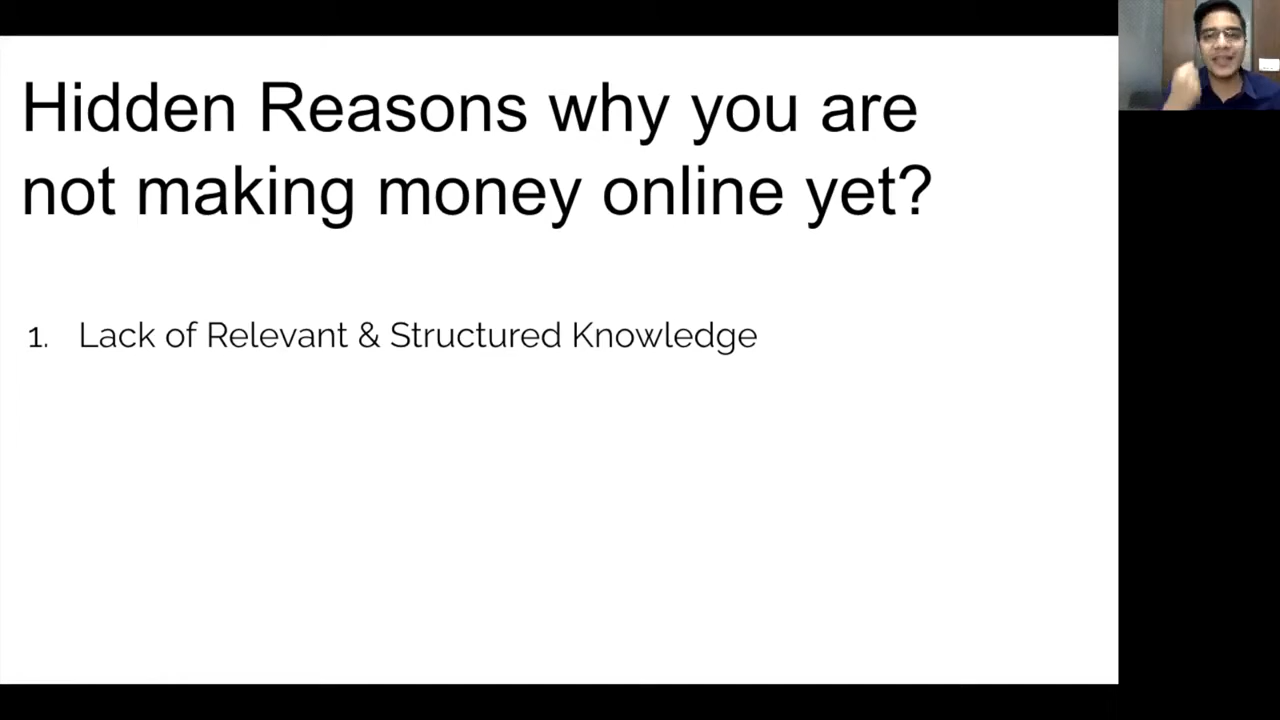 Hidden Reasons why you are
not making money online yet?
1. Lack of Relevant & Structured Knowledge